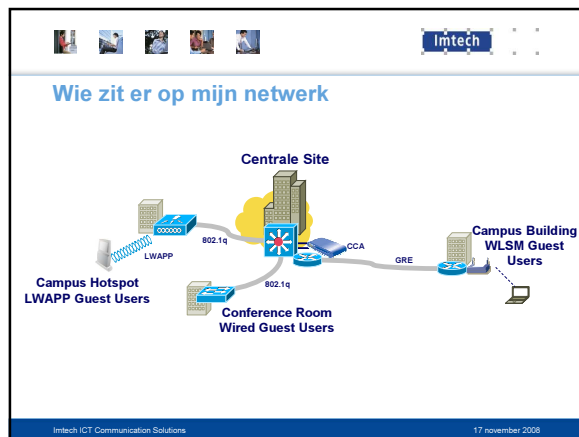 Imtech
Wie zit er op mijn netwerk
Centrale Site
802.1q
LWAPP
CCA
Campus Building
WLSM Guest
Users
GRE
Campus Hotspot
LWAPP Guest Users
802.1q
Conference Room
Wired Guest Users
Imtech ICT Communication Solutions
17 november 2008